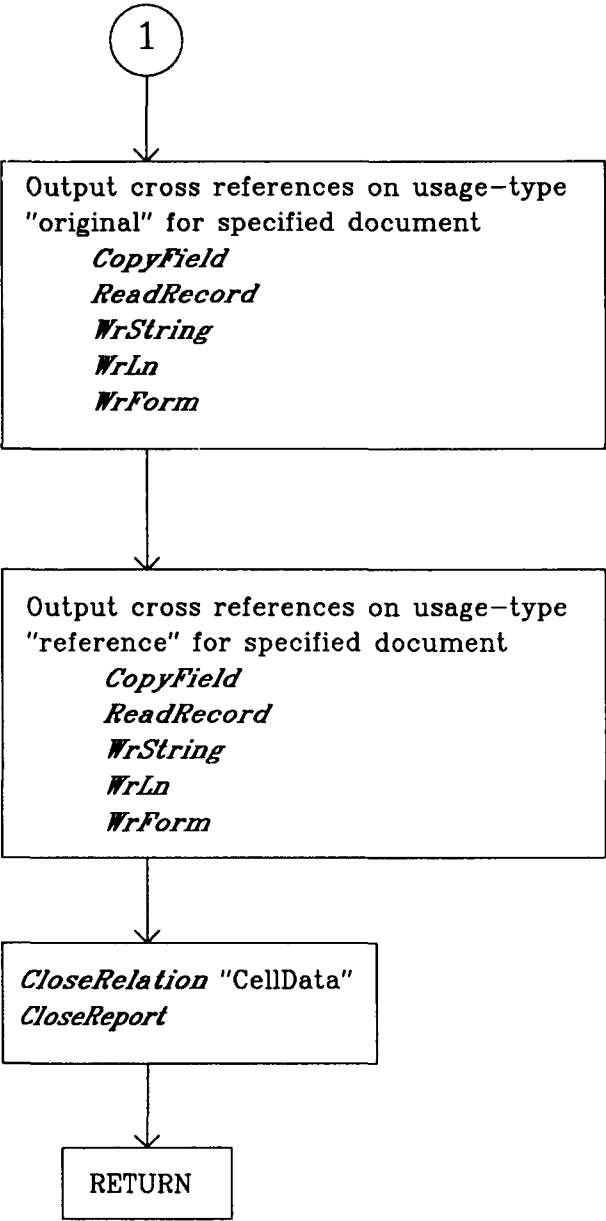 1
Output cross references on usage-type
"original" for specified document
CopyField
ReadRecord
WrString
WrLn
WrForm
Output cross references on usage-type
"reference" for specified document
CopyField
ReadRecord
WrString
WrLn
WrForm
CloseRelation "CellData"
CloseReport
RETURN